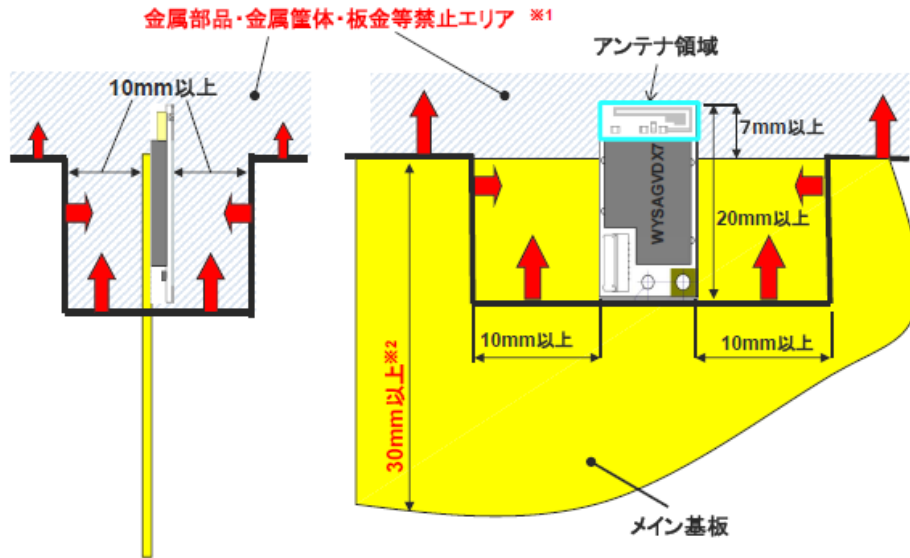 金属部品・金属筐体・板金等禁止エリア ※1
アンテナ領域
10mm以上
7mm以上
WYSAGVDX7
20mm以上
10mm以上
10mm以上
30mm以上※2
メイン基板